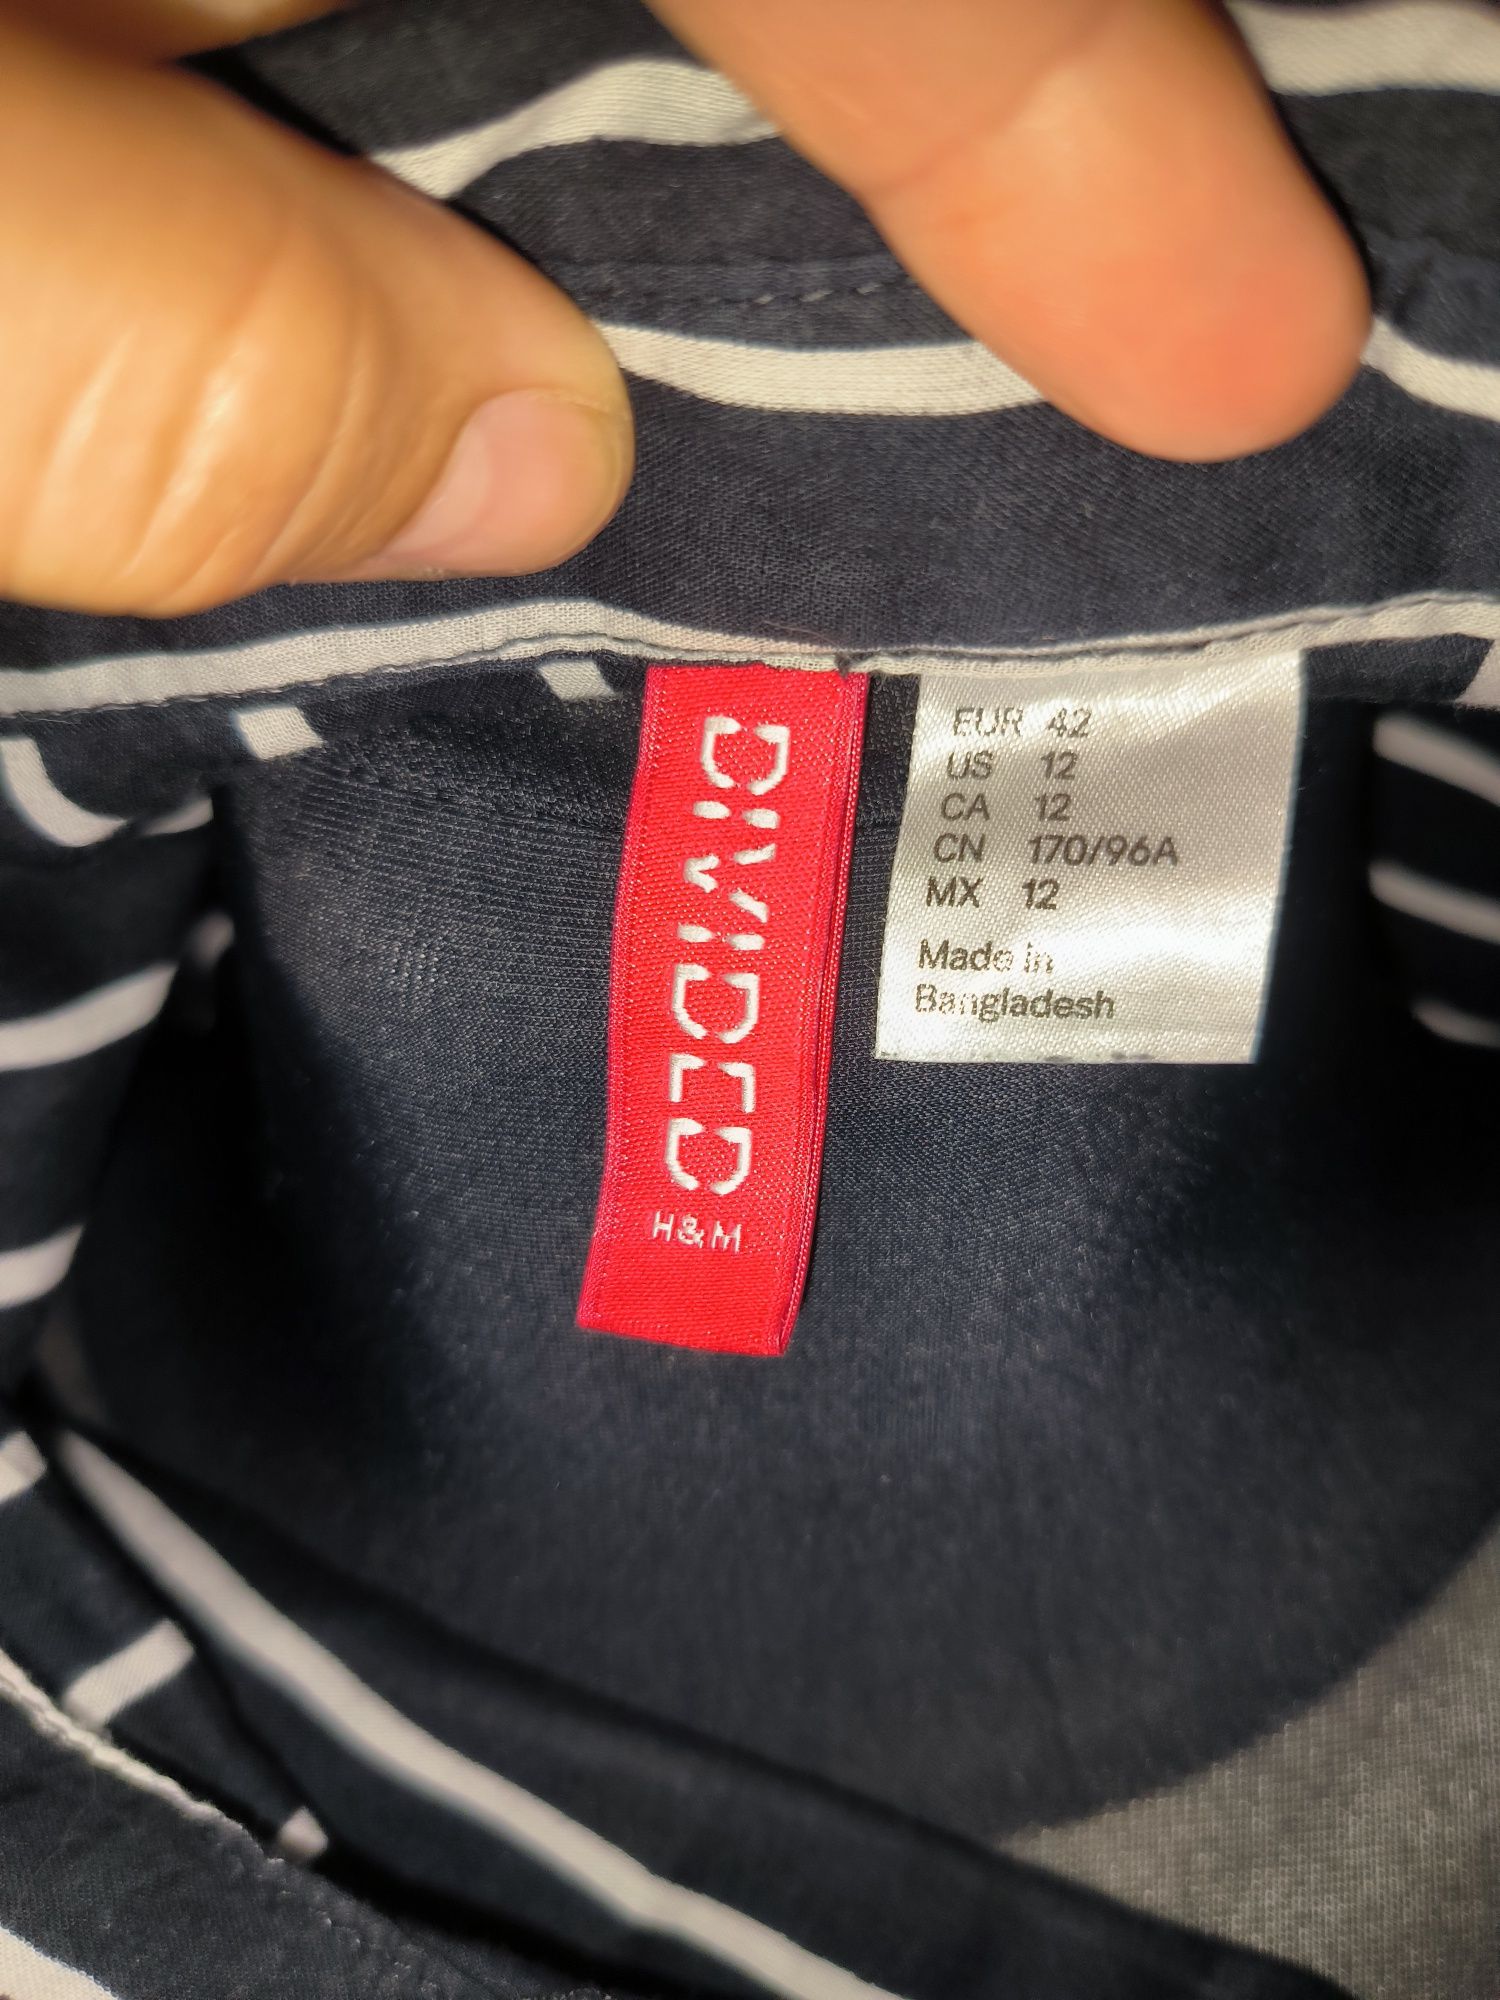 DIVIDED
H&M
EUR 42
US 12
CA 12
CN 170/96A
MX 12
Made in
Bangladesh